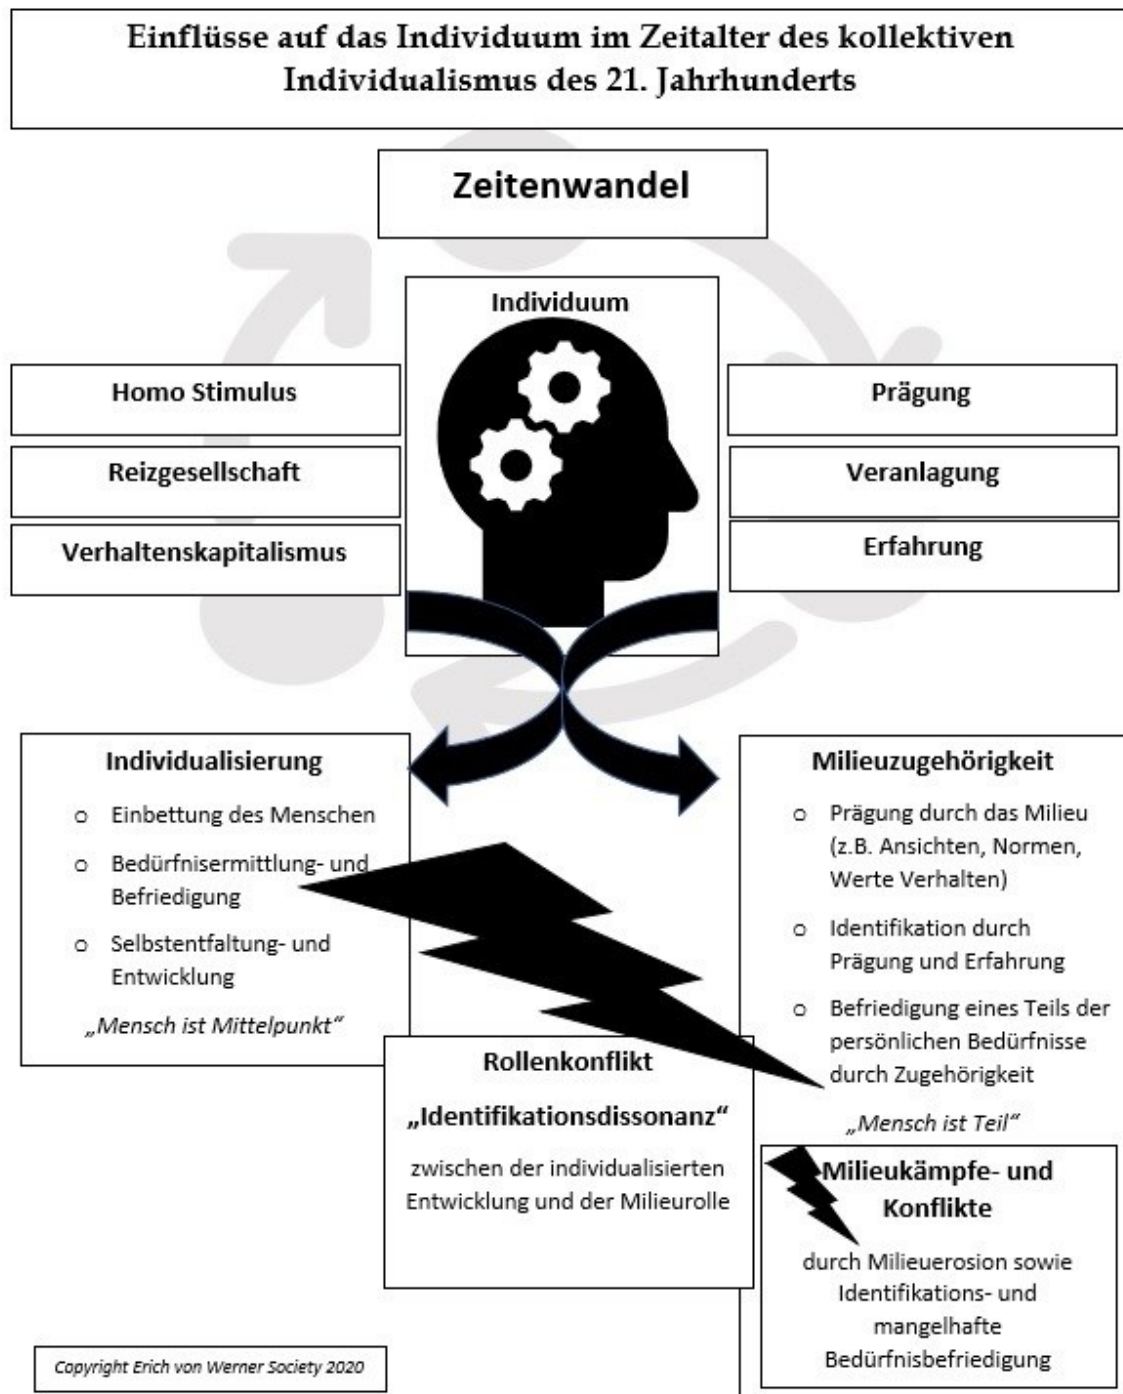 Einflüsse auf das Individuum im Zeitalter des kollektiven
Individualismus des 21. Jahrhunderts
Zeitenwandel
Individuum
Homo Stimulus
Reizgesellschaft
Verhaltenskapitalismus
Prägung
Veranlagung
Erfahrung
Individualisierung
o Einbettung des Menschen
o Bedürfnisermittlung- und
Befriedigung
o Selbstentfaltung- und
Entwicklung
„Mensch ist Mittelpunkt“
Milieuzugehörigkeit
o Prägung durch das Milieu
(z.B. Ansichten, Normen,
Werte Verhalten)
o Identifikation durch
Prägung und Erfahrung
o Befriedigung eines Teils der
persönlichen Bedürfnisse
durch Zugehörigkeit
„Mensch ist Teil“
Rollenkonflikt
„Identifikationsdissonanz“
zwischen der individualisierten
Entwicklung und der Milieurolle
Milieukämpfe- und
Konflikte
durch Milieuerosion sowie
Identifikations- und
mangelhafte
Bedürfnisbefriedigung
Copyright Erich von Werner Society 2020